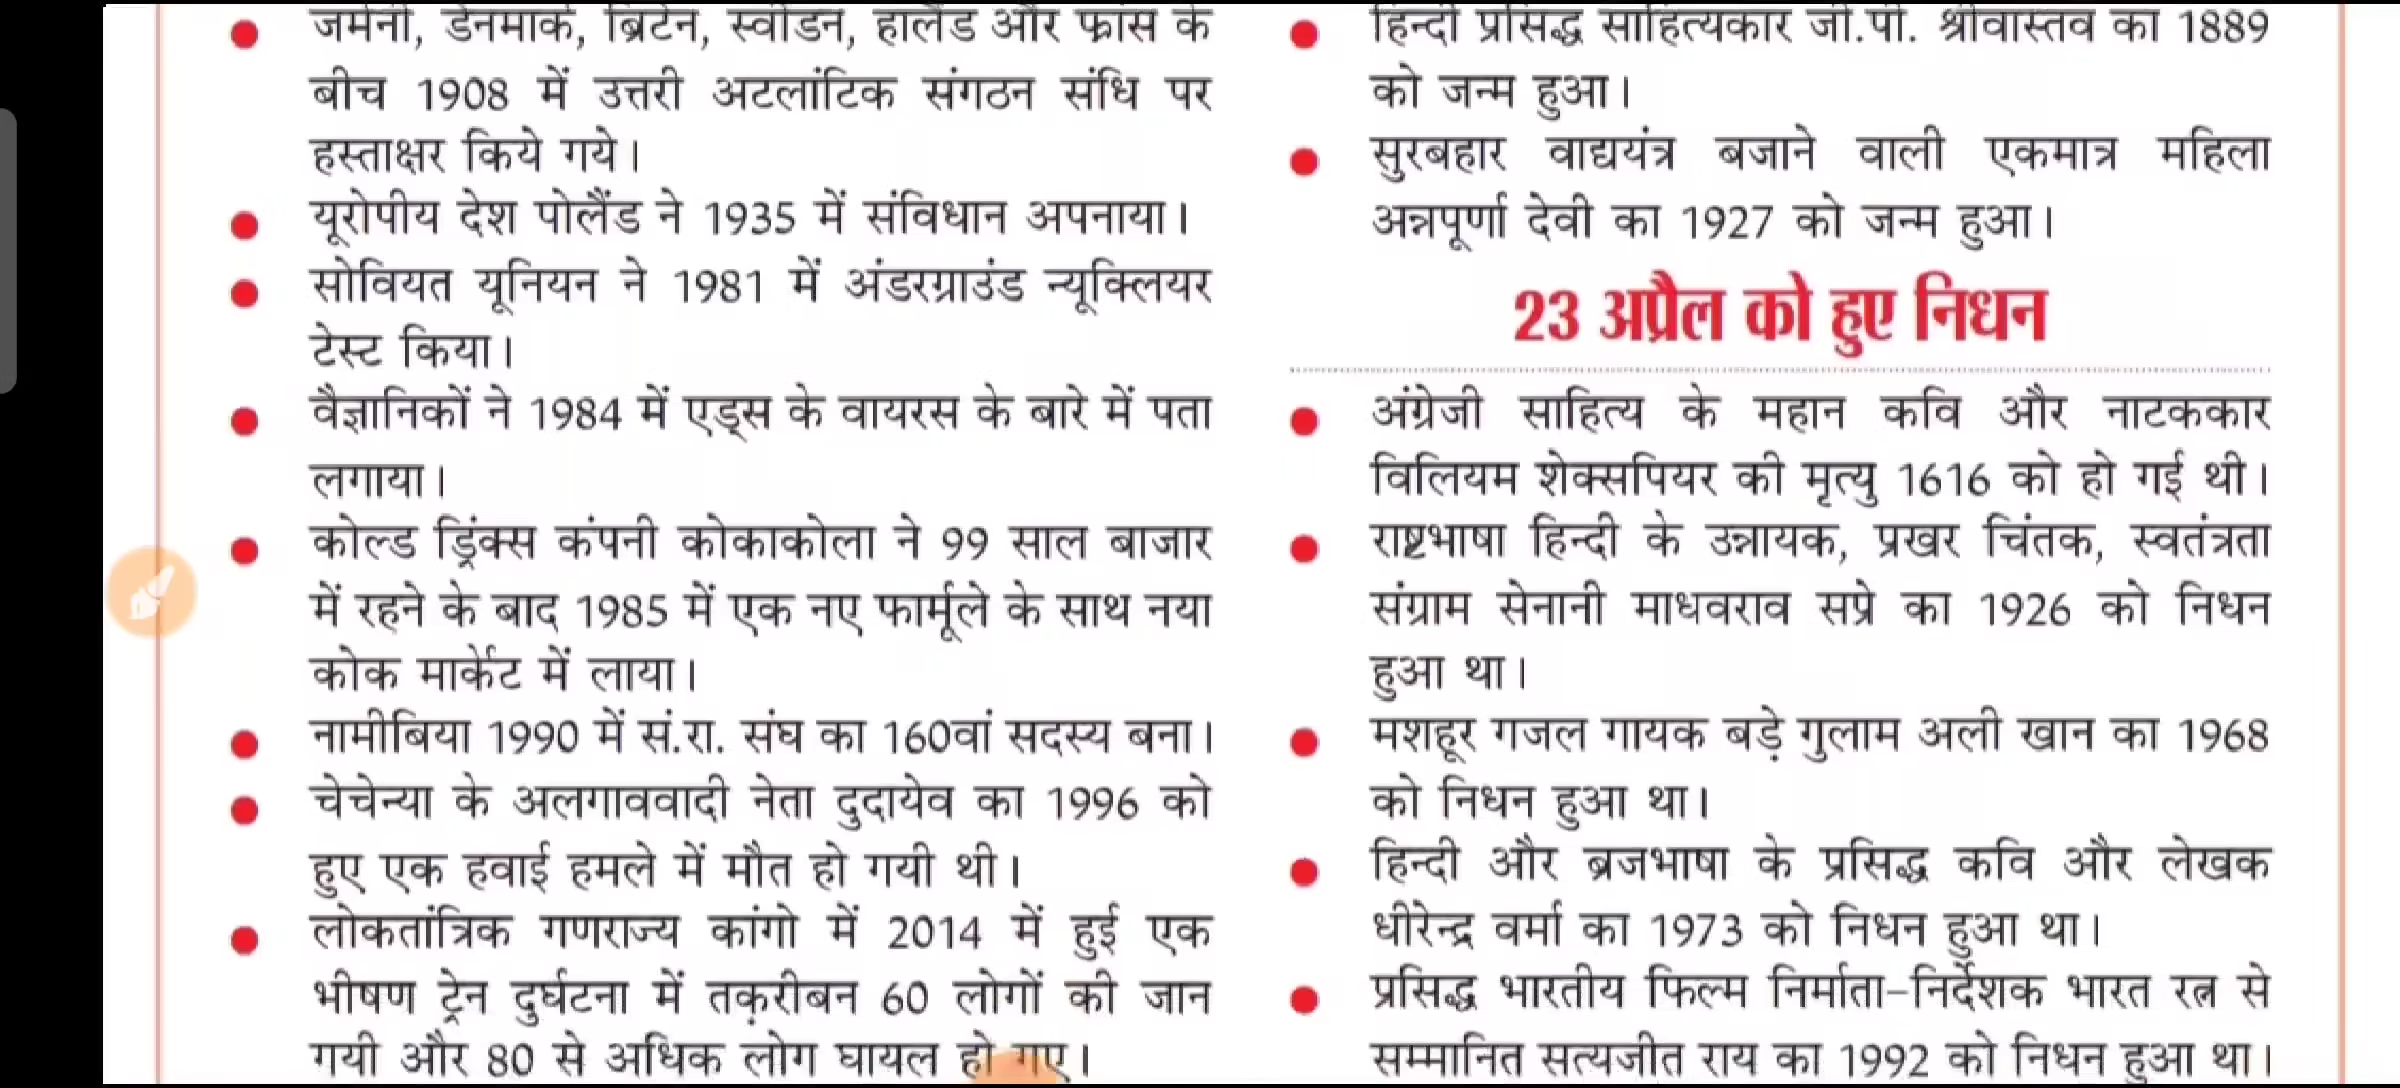 जर्मनी, डेनमार्क, ब्रिटेन, स्वीडन, हालैंड और फ्रांस के
बीच 1908 में उत्तरी अटलांटिक संगठन संधि पर
हस्ताक्षर किये गये।
यूरोपीय देश पोलैंड ने 1935 में संविधान अपनाया।
सोवियत यूनियन ने 1981 में अंडरग्राउंड न्यूक्लियर
टेस्ट किया।
वैज्ञानिकों ने 1984 में एड्स के वायरस के बारे में पता
लगाया।
कोल्ड ड्रिंक्स कंपनी कोकाकोला ने 99 साल बाजार
में रहने के बाद 1985 में एक नए फार्मूले के साथ नया
कोक मार्केट में लाया।
नामीबिया 1990 में सं.रा. संघ का 160वां सदस्य बना।
चेचेन्या के अलगाववादी नेता दुदायेव का 1996 को
हुए एक हवाई हमले में मौत हो गयी थी।
लोकतांत्रिक गणराज्य कांगो में 2014 में हुई एक
भीषण ट्रेन दुर्घटना में तक़रीबन 60 लोगों की जान
गयी और 80 से अधिक लोग घायल हो गए।
हिन्दी प्रसिद्ध साहित्यकार जी.पी. श्रीवास्तव का 1889
को जन्म हुआ।
सुरबहार वाद्ययंत्र बजाने वाली एकमात्र महिला
अन्नपूर्णा देवी का 1927 को जन्म हुआ।
23 अप्रैल को हुए निधन
अंग्रेजी साहित्य के महान कवि और नाटककार
विलियम शेक्सपियर की मृत्यु 1616 को हो गई थी।
राष्ट्रभाषा हिन्दी के उन्नायक, प्रखर चिंतक, स्वतंत्रता
संग्राम सेनानी माधवराव सप्रे का 1926 को निधन
हुआ था।
मशहूर गजल गायक बड़े गुलाम अली खान का 1968
को निधन हुआ था।
हिन्दी और ब्रजभाषा के प्रसिद्ध कवि और लेखक
धीरेन्द्र वर्मा का 1973 को निधन हुआ था।
प्रसिद्ध भारतीय फिल्म निर्माता-निर्देशक भारत रत्न से
सम्मानित सत्यजीत राय का 1992 को निधन हुआ था।